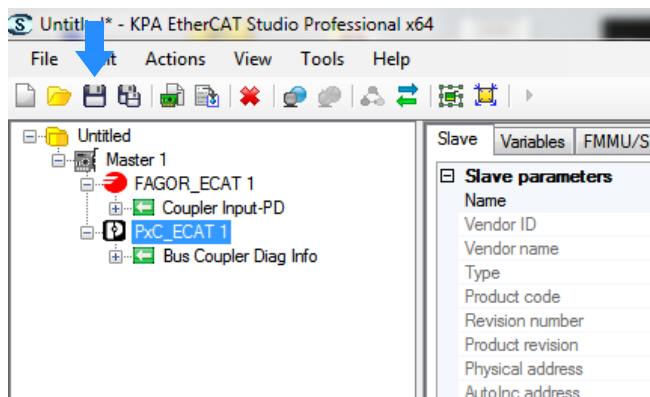 Untitled* - KPA EtherCAT Studio Professional x64
File Actions View Tools Help
Untitled
Master 1
FAGOR_ECAT 1
Coupler Input-PD
PxC_ECAT 1
Bus Coupler Diag Info
Slave Variables FMMU/S
Slave parameters
Name
Vendor ID
Vendor name
Type
Product code
Revision number
Product revision
Physical address
AutoInc address